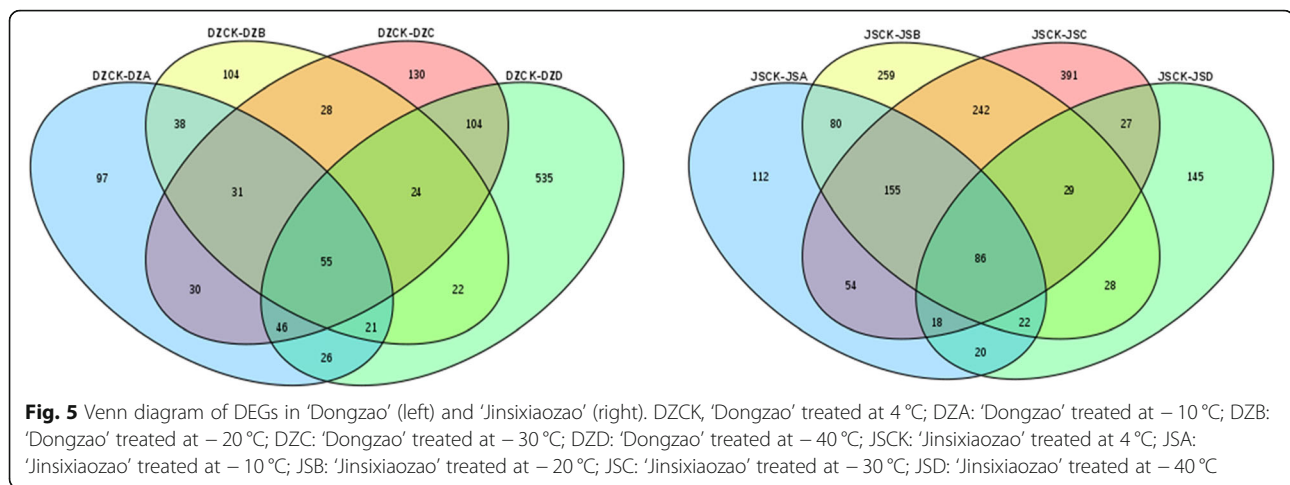 DZCK-DZB DZCK-DZC JSCK-JSB JSCK-JSC
DZCK-DZA DZCK-DZD JSCK-JSA JSCK-JSD
104 130 259 391
28 242
38 104 80 27
97 535 112 145
31 24 155 29
55 86
30 22 54 28
46 21 18 22
26 20
Fig. 5 Venn diagram of DEGs in ‘Dongzao’ (left) and ‘Jinsixiaozao’ (right). DZCK, ‘Dongzao’ treated at 4 °C; DZA: ‘Dongzao’ treated at − 10 °C; DZB:
‘Dongzao’ treated at − 20 °C; DZC: ‘Dongzao’ treated at − 30 °C; DZD: ‘Dongzao’ treated at − 40 °C; JSCK: ‘Jinsixiaozao’ treated at 4 °C; JSA:
‘Jinsixiaozao’ treated at − 10 °C; JSB: ‘Jinsixiaozao’ treated at − 20 °C; JSC: ‘Jinsixiaozao’ treated at − 30 °C; JSD: ‘Jinsixiaozao’ treated at − 40 °C